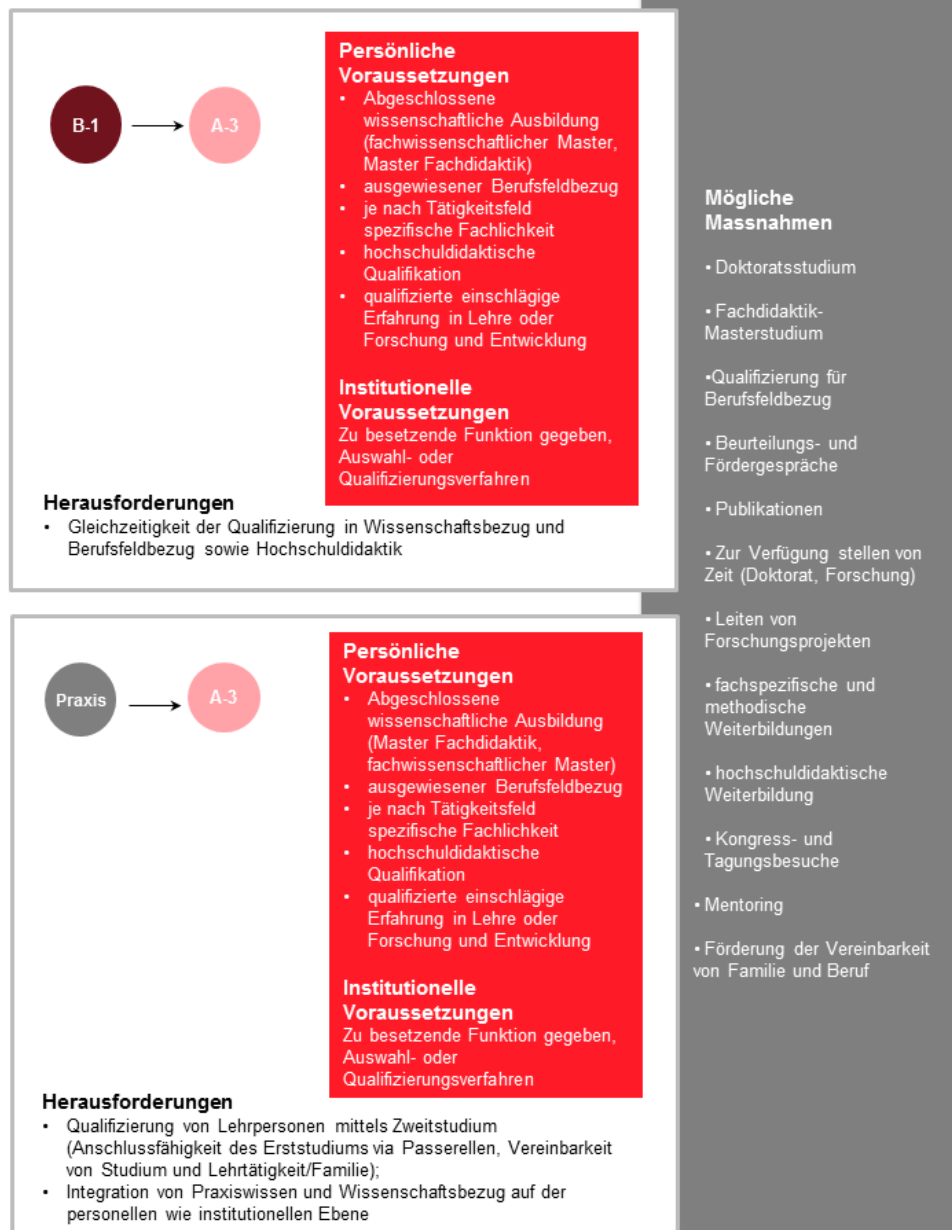 B-1
A-3
Persönliche
Voraussetzungen
• Abgeschlossene
wissenschaftliche Ausbildung
(fachwissenschaftlicher Master,
Master Fachdidaktik)
• ausgewiesener Berufsfeldbezug
• je nach Tätigkeitsfeld
spezifische Fachlichkeit
• hochschuldidaktische
Qualifikation
• qualifizierte einschlägige
Erfahrung in Lehre oder
Forschung und Entwicklung
Institutionelle
Voraussetzungen
Zu besetzende Funktion gegeben,
Auswahl- oder
Qualifizierungsverfahren
Herausforderungen
• Gleichzeitigkeit der Qualifizierung in Wissenschaftsbezug und
Berufsfeldbezug sowie Hochschuldidaktik
Praxis
A-3
Persönliche
Voraussetzungen
• Abgeschlossene
wissenschaftliche Ausbildung
(Master Fachdidaktik,
fachwissenschaftlicher Master)
• ausgewiesener Berufsfeldbezug
• je nach Tätigkeitsfeld
spezifische Fachlichkeit
• hochschuldidaktische
Qualifikation
• qualifizierte einschlägige
Erfahrung in Lehre oder
Forschung und Entwicklung
Institutionelle
Voraussetzungen
Zu besetzende Funktion gegeben,
Auswahl- oder
Qualifizierungsverfahren
Herausforderungen
• Qualifizierung von Lehrpersonen mittels Zweitstudium
(Anschlussfähigkeit des Erststudiums via Passerellen, Vereinbarkeit
von Studium und Lehrtätigkeit/Familie);
• Integration von Praxiswissen und Wissenschaftsbezug auf der
personellen wie institutionellen Ebene
Mögliche
Massnahmen
• Doktoratsstudium
• Fachdidaktik-
Masterstudium
•Qualifizierung für
Berufsfeldbezug
• Beurteilungs- und
Fördergespräche
• Publikationen
• Zur Verfügung stellen von
Zeit (Doktorat, Forschung)
• Leiten von
Forschungsprojekten
• fachspezifische und
methodische
Weiterbildungen
• hochschuldidaktische
Weiterbildung
• Kongress- und
Tagungsbesuche
• Mentoring
• Förderung der Vereinbarkeit
von Familie und Beruf